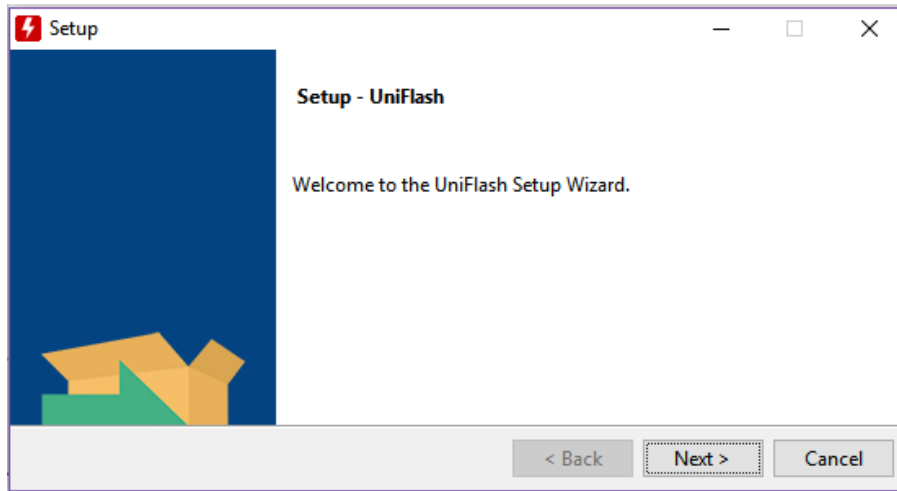 Setup
Setup - UniFlash
Welcome to the UniFlash Setup Wizard.
< Back
Next >
Cancel